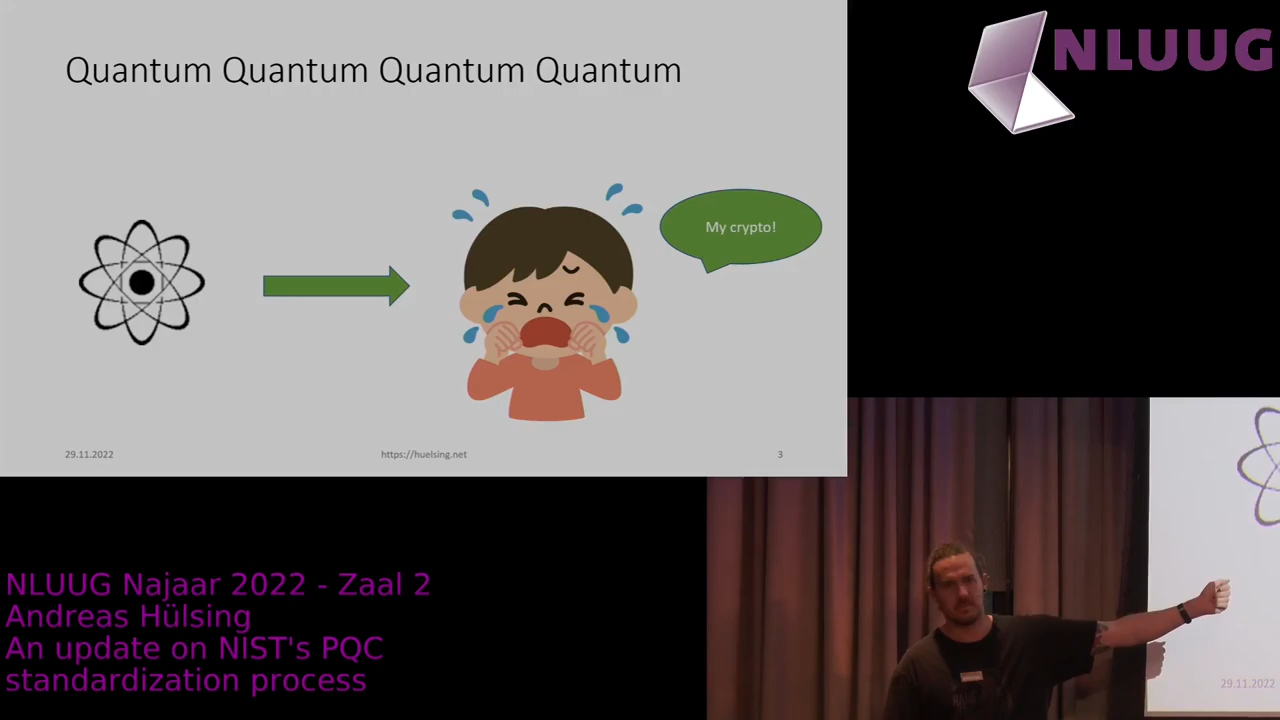 Quantum Quantum Quantum Quantum
My crypto!
29.11.2022
https://huelsing.net
3
NLUUG
NLUUG Najaar 2022 - Zaal 2
Andreas Hülsing
An update on NIST's PQC
standardization process
29.11.2022